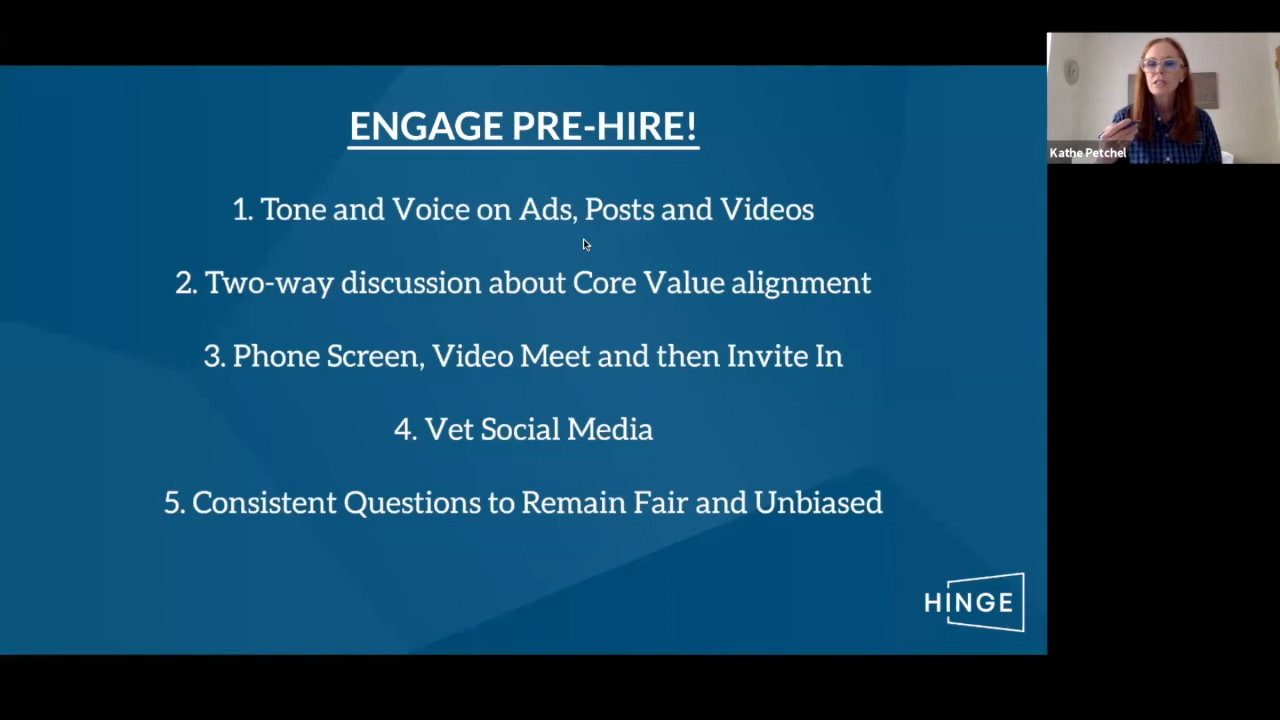 ENGAGE PRE-HIRE!
1. Tone and Voice on Ads, Posts and Videos
2. Two-way discussion about Core Value alignment
3. Phone Screen, Video Meet and then Invite In
4. Vet Social Media
5. Consistent Questions to Remain Fair and Unbiased
HINGE
Kathe Petchel